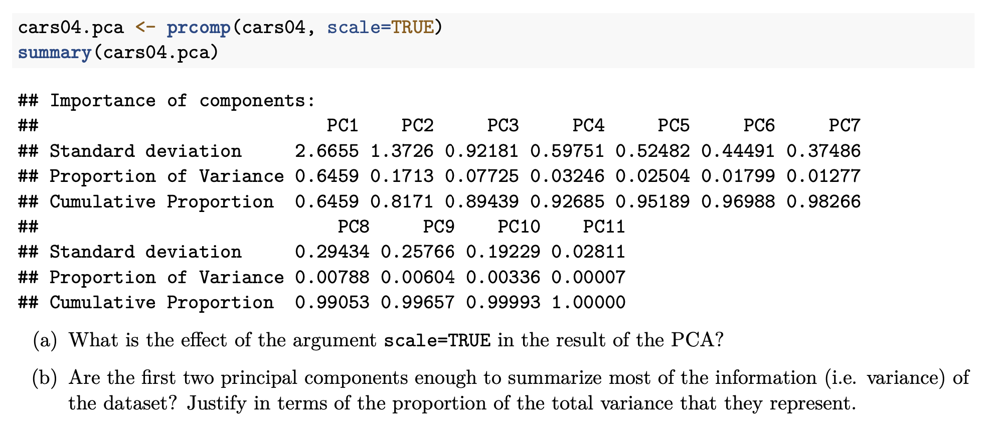 cars04.pca <- prcomp(cars04, scale=TRUE)
summary(cars04.pca)
## Importance of components:
##                           PC1    PC2     PC3     PC4     PC5     PC6     PC7
## Standard deviation     2.6655 1.3726 0.92181 0.59751 0.52482 0.44491 0.37486
## Proportion of Variance 0.6459 0.1713 0.07725 0.03246 0.02504 0.01799 0.01277
## Cumulative Proportion  0.6459 0.8171 0.89439 0.92685 0.95189 0.96988 0.98266
##                            PC8     PC9    PC10    PC11
## Standard deviation     0.29434 0.25766 0.19229 0.02811
## Proportion of Variance 0.00788 0.00604 0.00336 0.00007
## Cumulative Proportion  0.99053 0.99657 0.99993 1.00000
(a) What is the effect of the argument scale=TRUE in the result of the PCA?
(b) Are the first two principal components enough to summarize most of the information (i.e. variance) of
the dataset? Justify in terms of the proportion of the total variance that they represent.